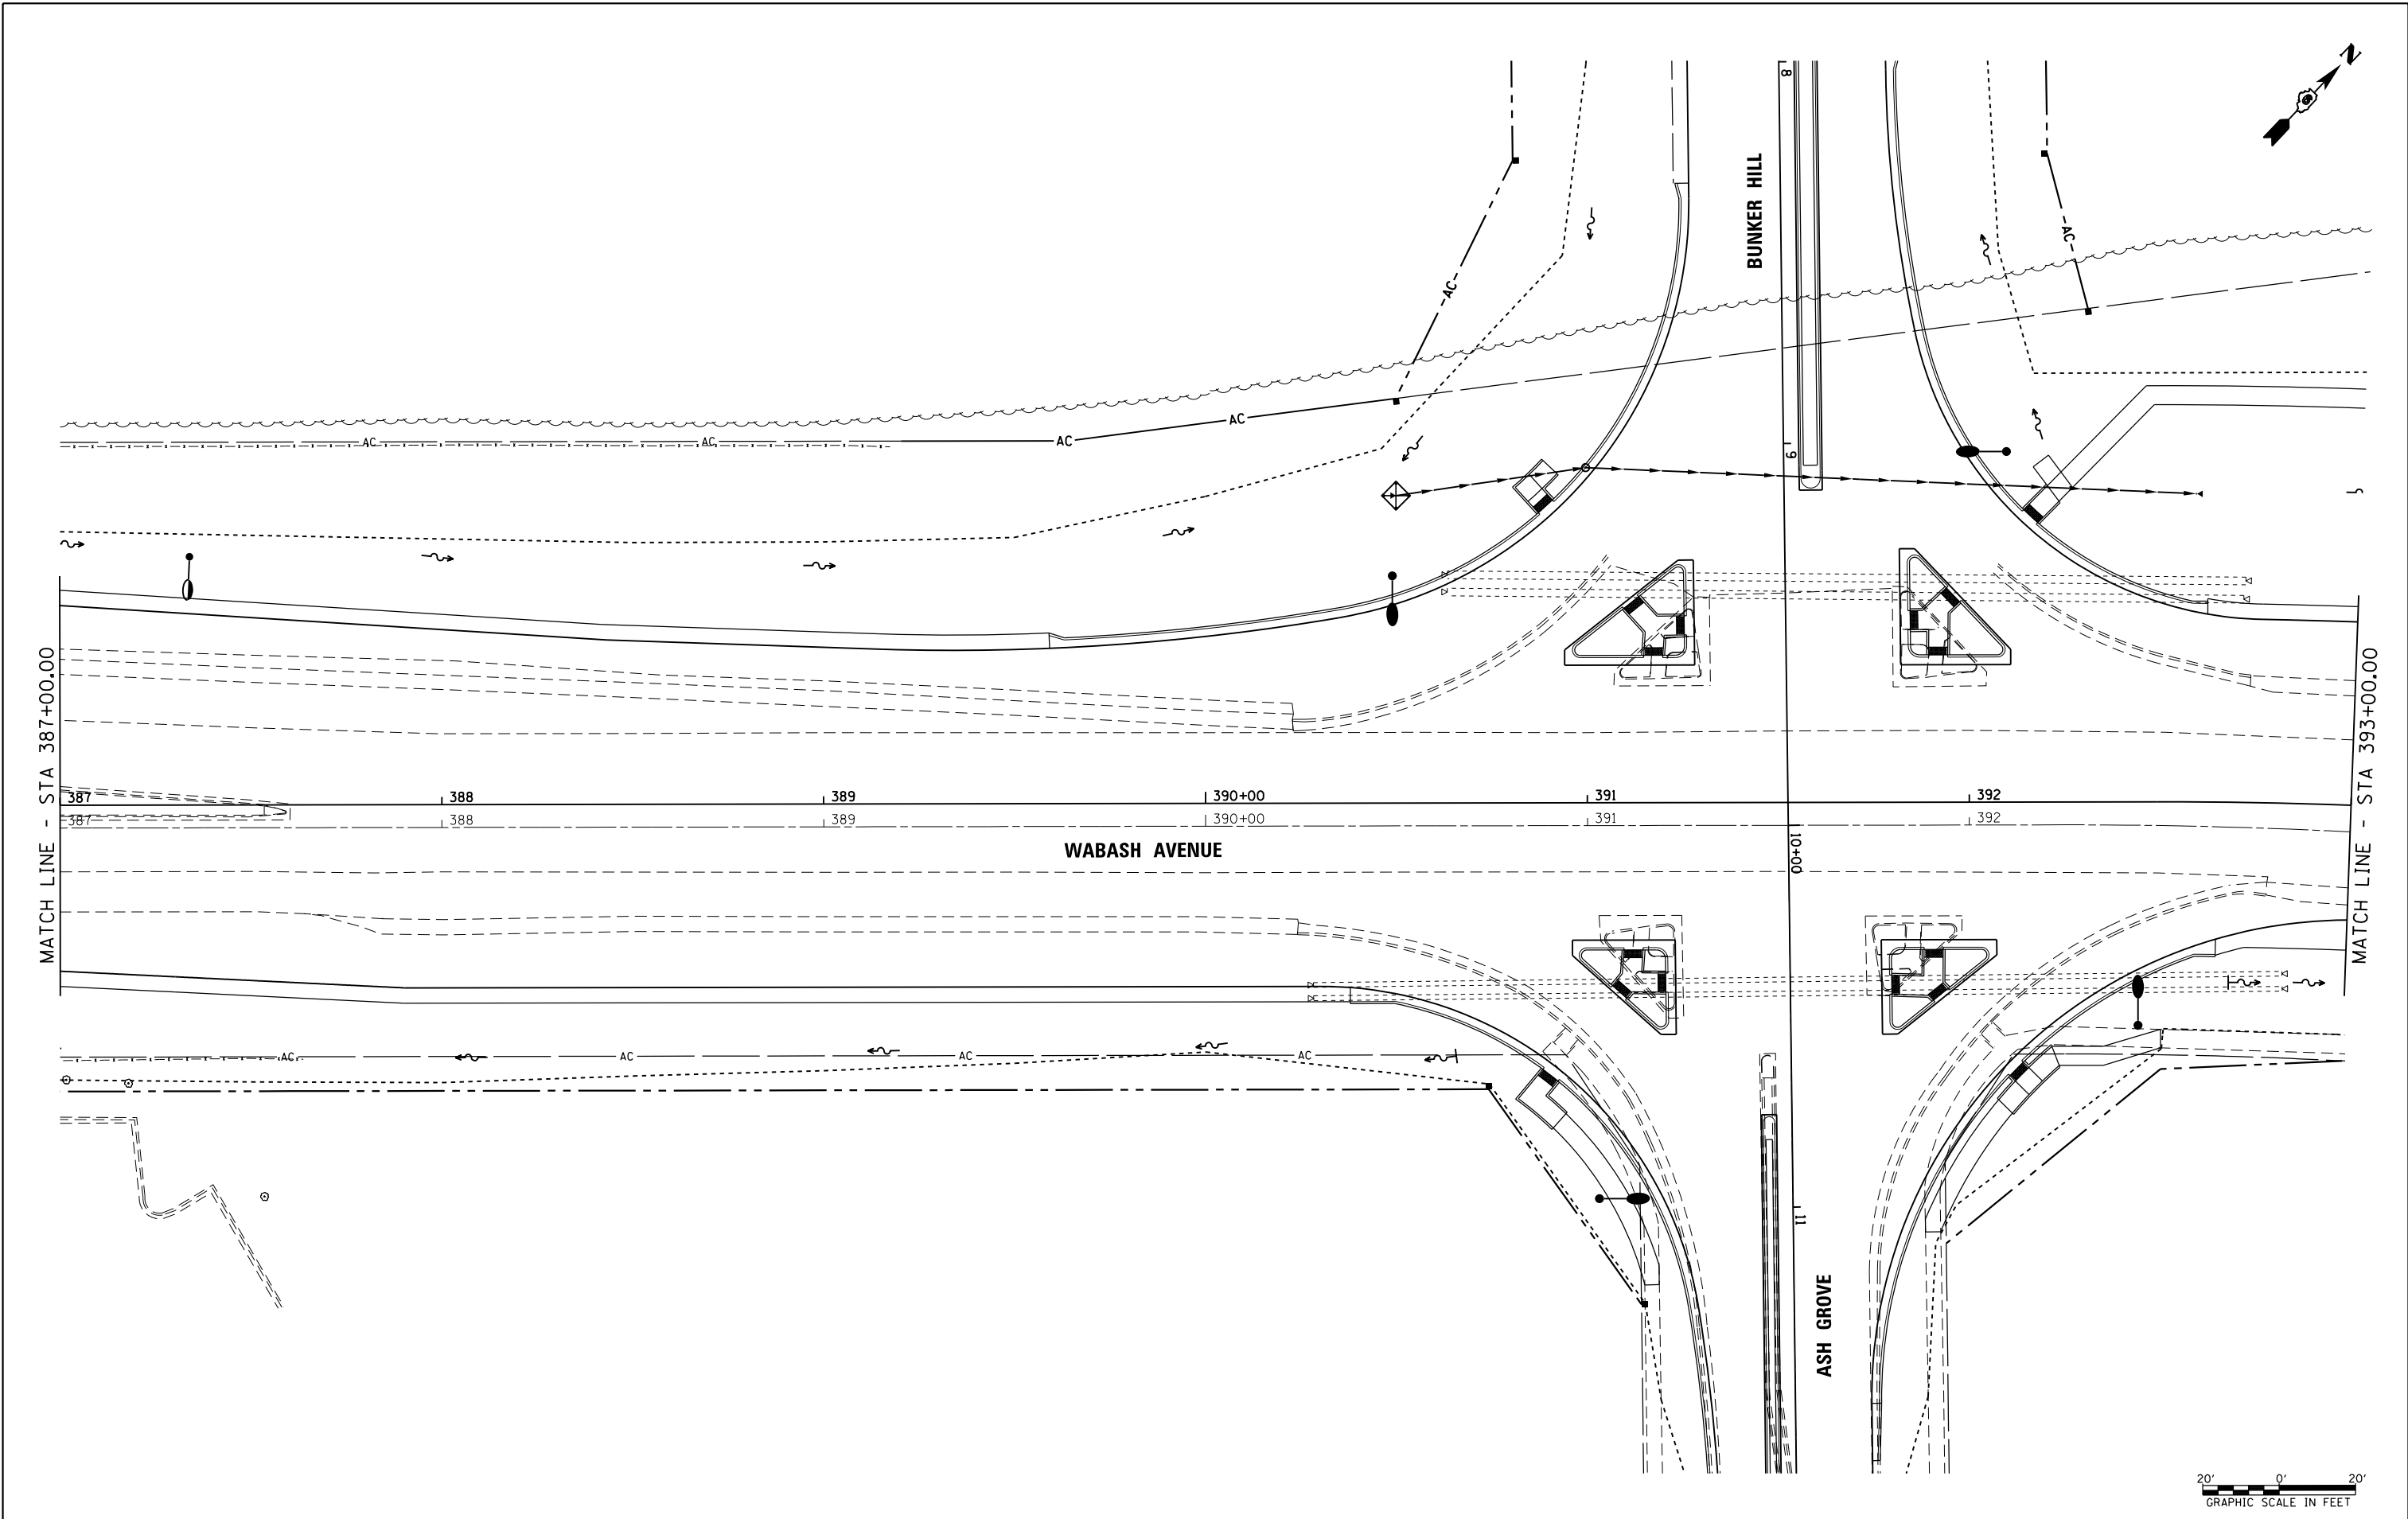 N
8
BUNKER HILL
AC
AC
AC
AC
AC
AC
9
MATCH LINE - STA 387+00.00
387
388
389
390+00
391
392
387
388
389
390+00
391
392
MATCH LINE - STA 393+00.00
WABASH AVENUE
10+00
AC
AC
AC
AC
11
ASH GROVE
20' 0' 20'
GRAPHIC SCALE IN FEET